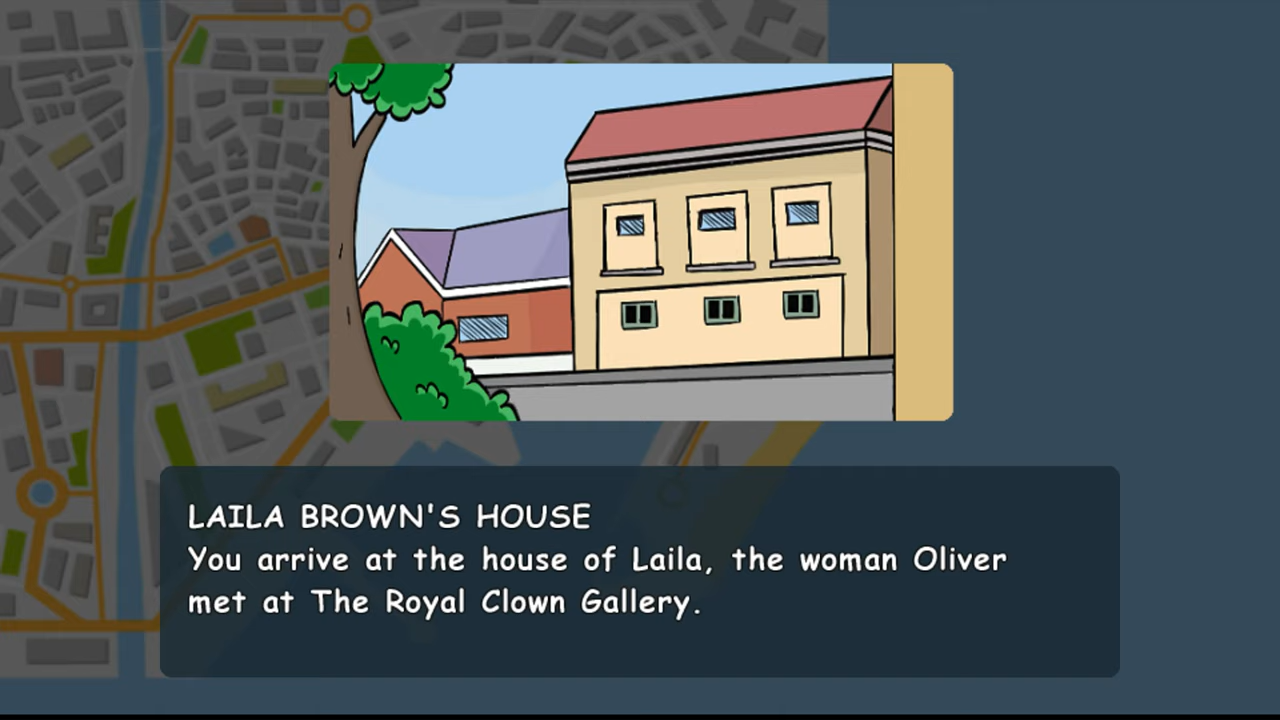 LAILA BROWN'S HOUSE
You arrive at the house of Laila, the woman Oliver
met at The Royal Clown Gallery.